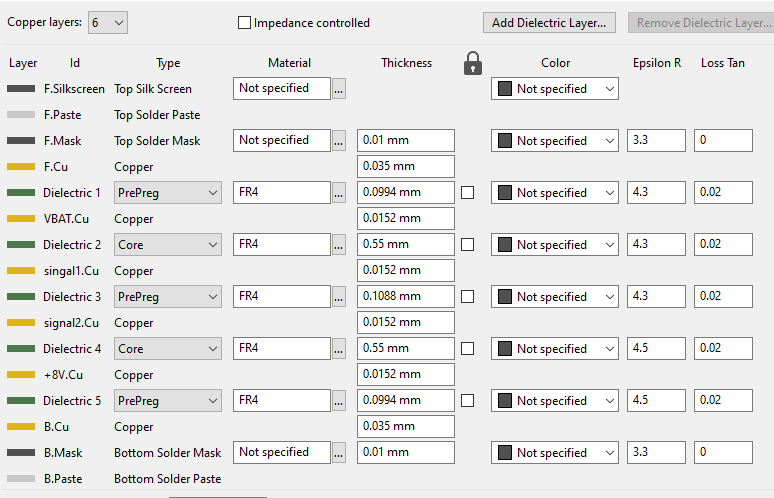 Copper layers: 6 Impedance controlled Add Dielectric Layer... Remove Dielectric Layer...
Layer Id Type Material Thickness Color Epsilon R Loss Tan
F.Silkscreen Top Silk Screen Not specified ... Not specified
F.Paste Top Solder Paste
F.Mask Top Solder Mask Not specified ... 0.01 mm Not specified 3.3 0
F.Cu Copper 0.035 mm
Dielectric 1 PrePreg FR4 ... 0.0994 mm Not specified 4.3 0.02
VBAT.Cu Copper 0.0152 mm
Dielectric 2 Core FR4 ... 0.55 mm Not specified 4.3 0.02
singal1.Cu Copper 0.0152 mm
Dielectric 3 PrePreg FR4 ... 0.1088 mm Not specified 4.3 0.02
signal2.Cu Copper 0.0152 mm
Dielectric 4 Core FR4 ... 0.55 mm Not specified 4.5 0.02
+8V.Cu Copper 0.0152 mm
Dielectric 5 PrePreg FR4 ... 0.0994 mm Not specified 4.5 0.02
B.Cu Copper 0.035 mm
B.Mask Bottom Solder Mask Not specified ... 0.01 mm Not specified 3.3 0
B.Paste Bottom Solder Paste